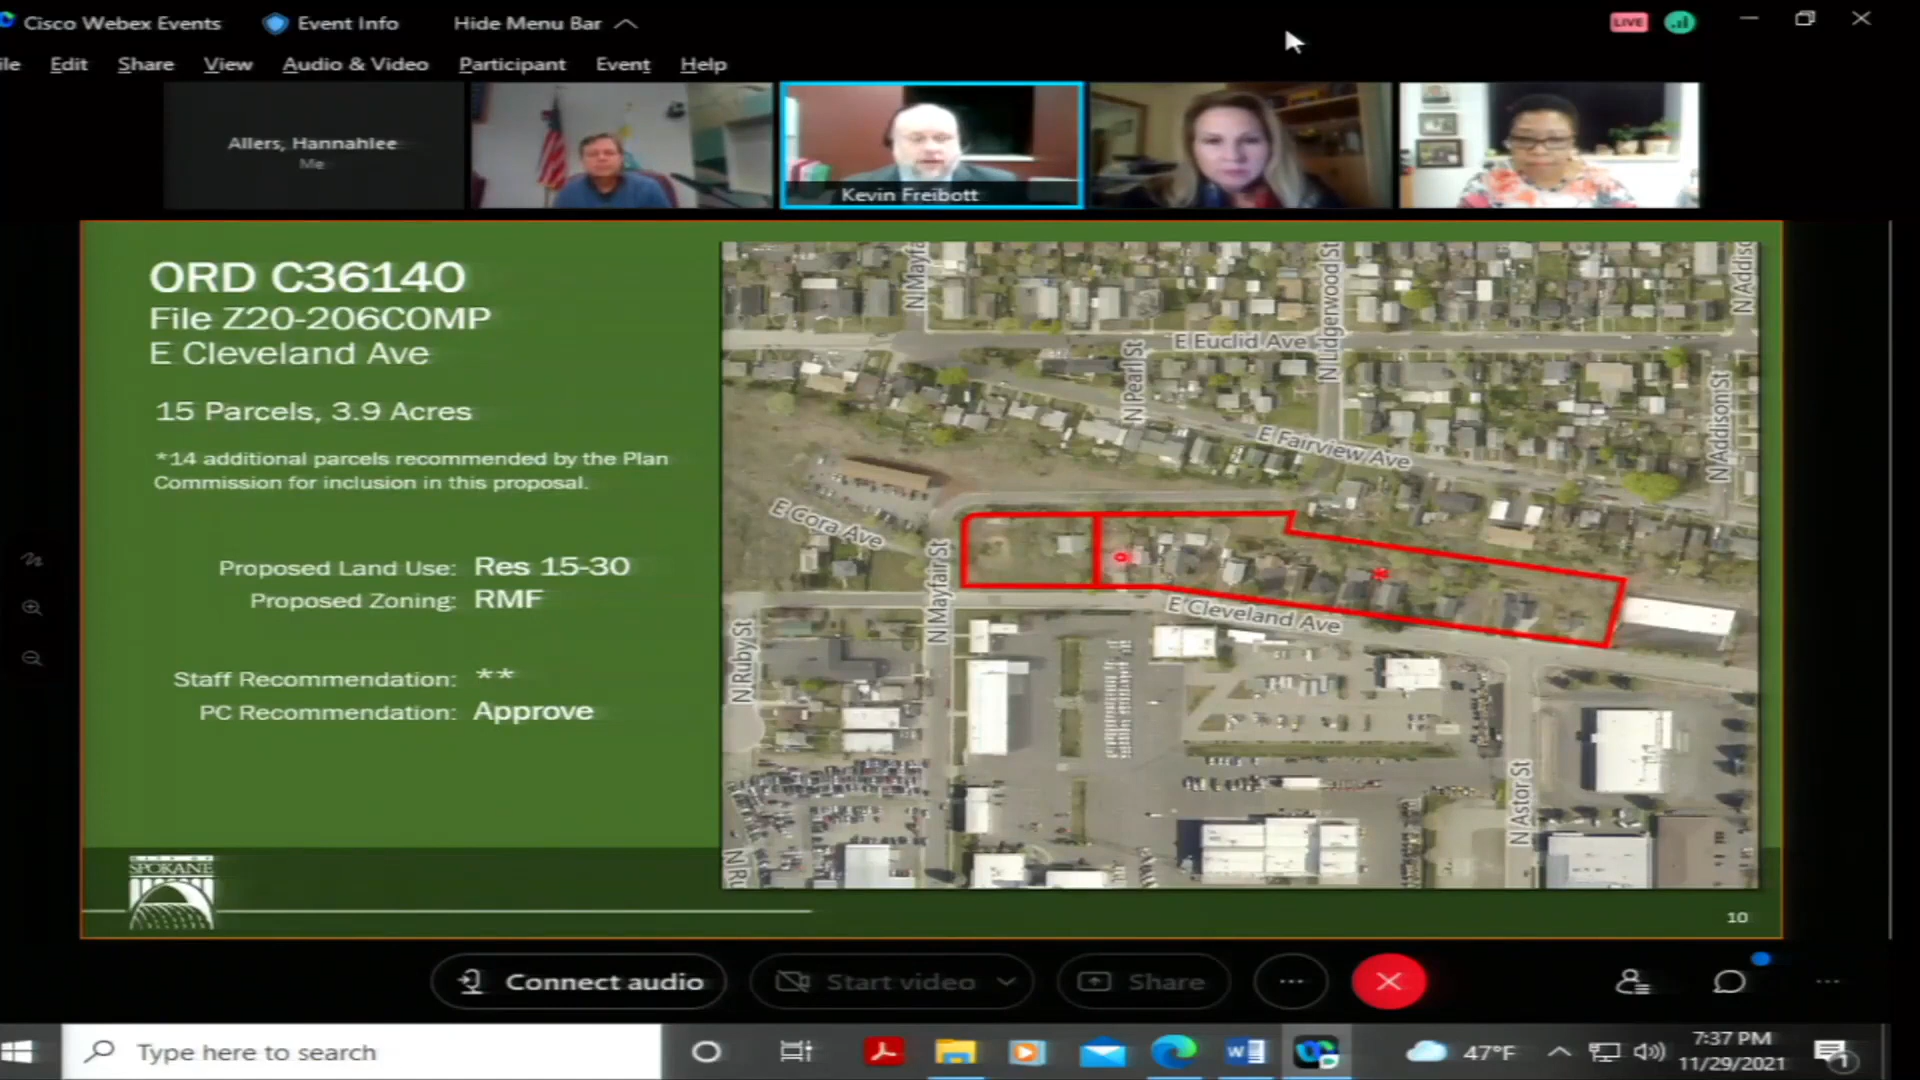 Cisco Webex Events
Event Info
Hide Menu Bar
LIVE
ile Edit Share View Audio & Video Participant Event Help
Allers, Hannahlee
Me
Kevin Freibott
ORD C36140
File Z20-206COMP
E Cleveland Ave
15 Parcels, 3.9 Acres
*14 additional parcels recommended by the Plan
Commission for inclusion in this proposal.
Proposed Land Use: Res 15-30
Proposed Zoning: RMF
Staff Recommendation: **
PC Recommendation: Approve
CITY OF
SPOKANE
N Mayfa
N Lidgerwood St
N Addiso
E Euclid Ave
N Pearl St
E Fairview Ave
N Addison St
E Cora Ave
N Mayfair St
E Cleveland Ave
N Ruby St
N Astor St
N Ru
10
Connect audio
Start video
Share
Type here to search
47°F
7:37 PM
11/29/2021
1